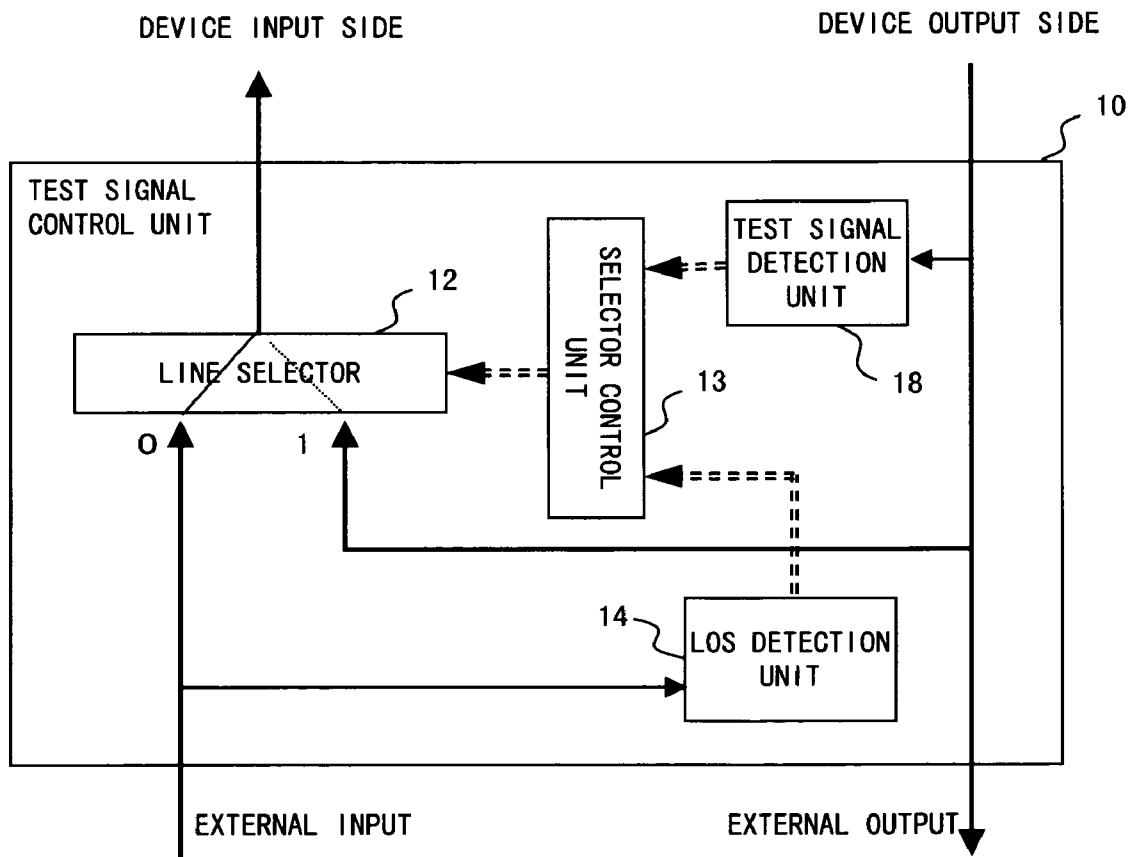 DEVICE INPUT SIDE
DEVICE OUTPUT SIDE
10
TEST SIGNAL
CONTROL UNIT
12
LINE SELECTOR
0
1
SELECTOR CONTROL
UNIT
13
TEST SIGNAL
DETECTION
UNIT
18
14
LOS DETECTION
UNIT
EXTERNAL INPUT
EXTERNAL OUTPUT